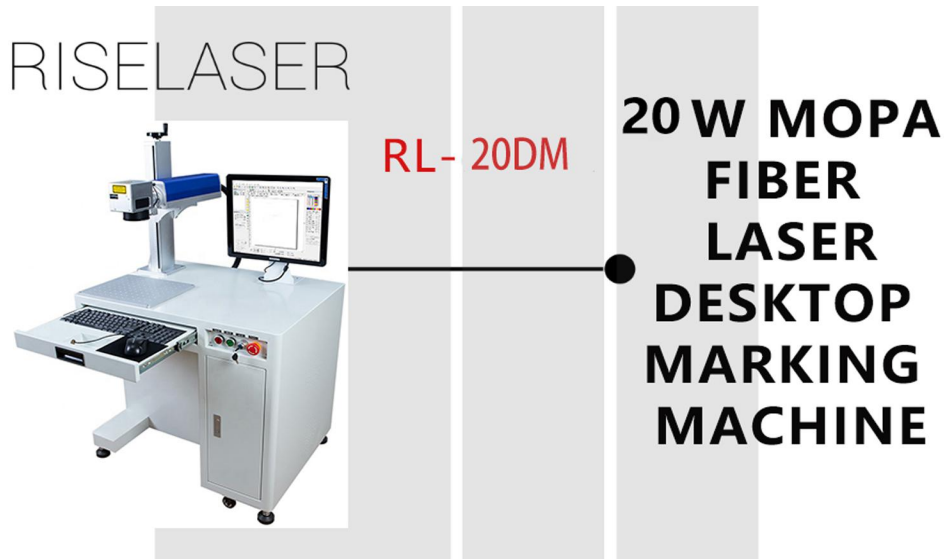 RISELASER
RL- 20DM
20 W MOPA
FIBER
LASER
DESKTOP
MARKING
MACHINE